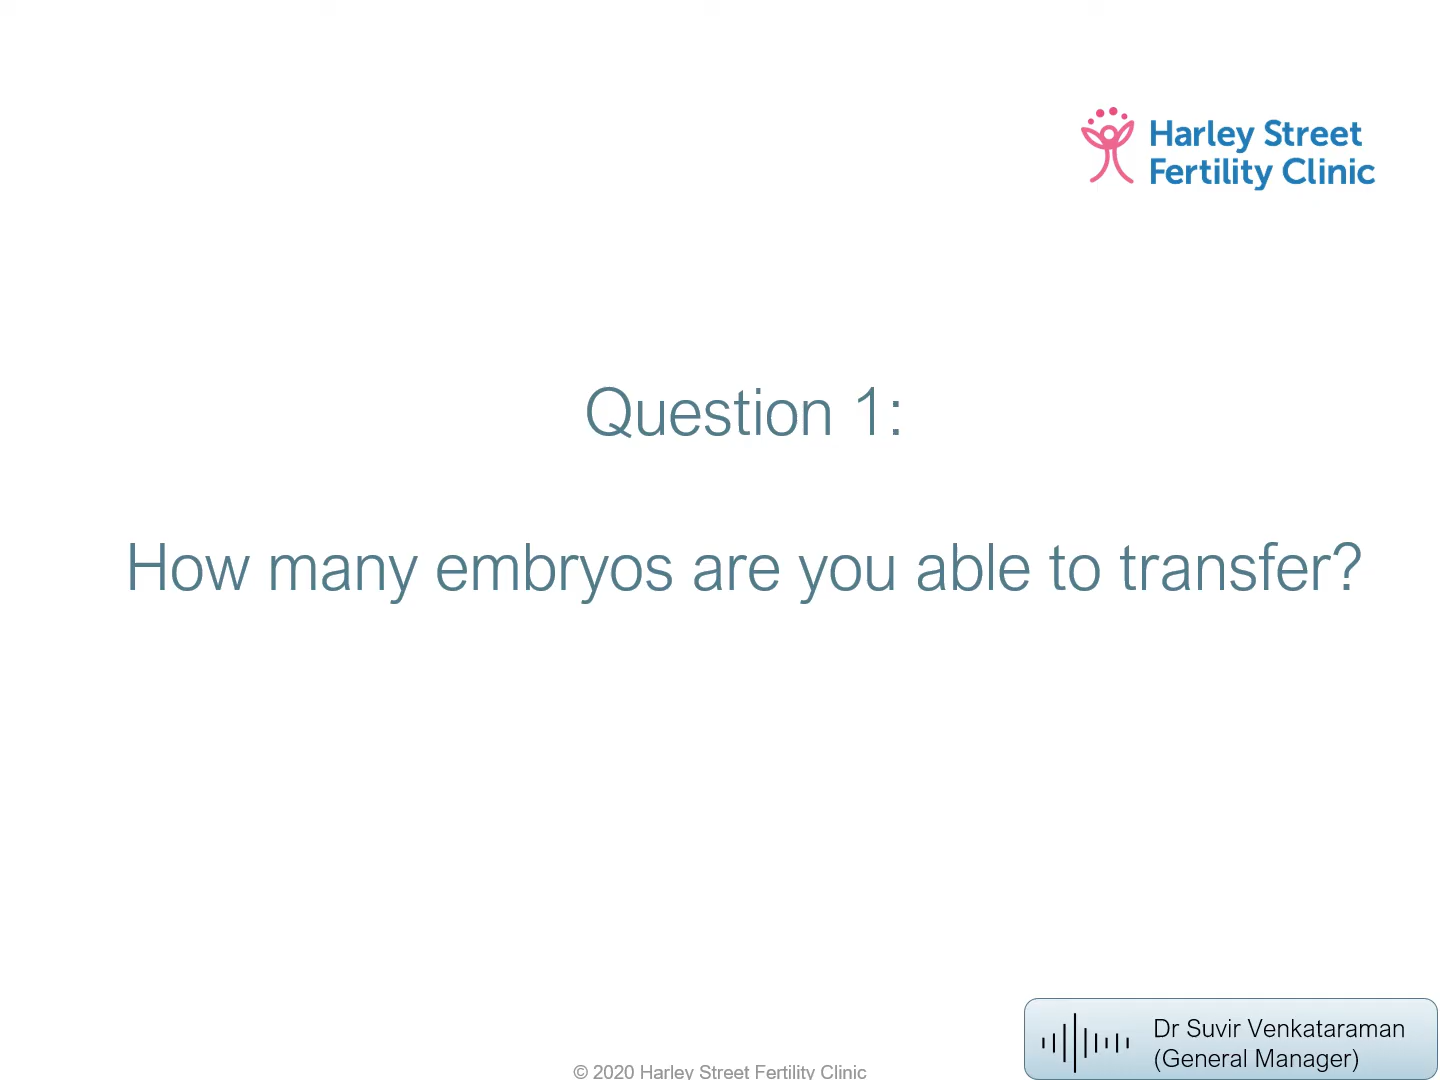 Harley Street
Fertility Clinic
Question 1:
How many embryos are you able to transfer?
Dr Suvir Venkataraman
(General Manager)
© 2020 Harley Street Fertility Clinic